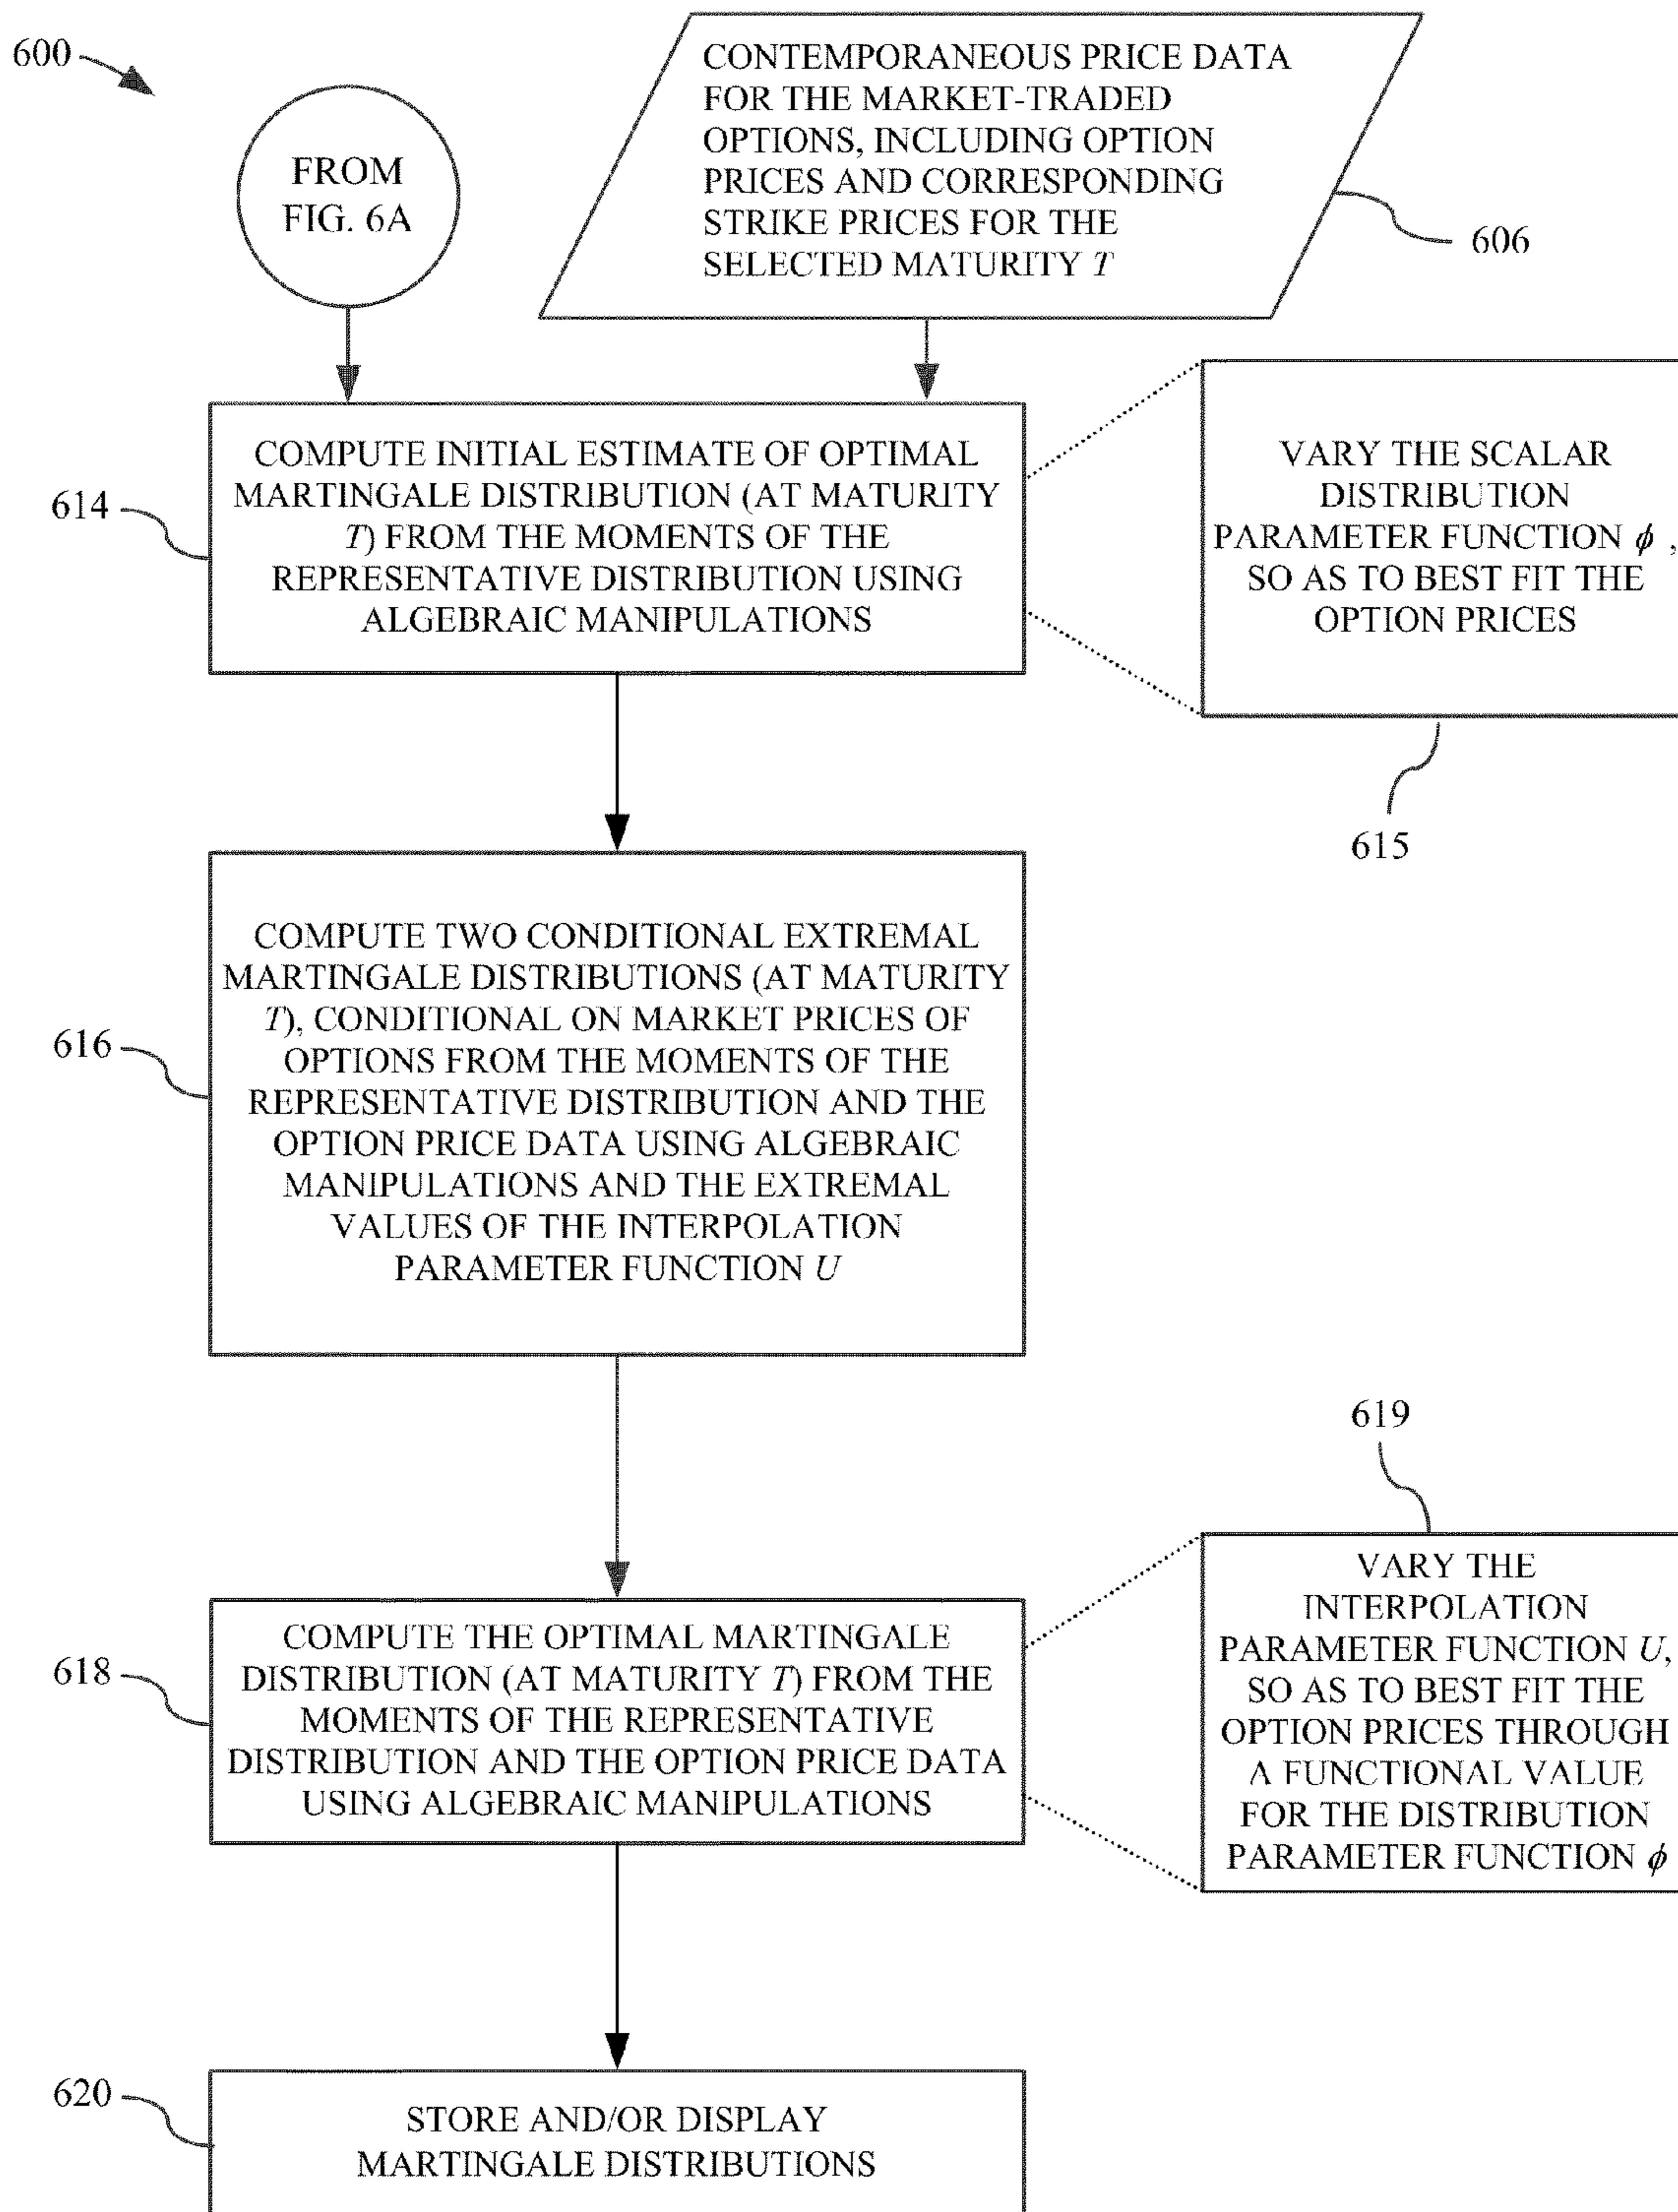 600
FROM
FIG. 6A
CONTEMPORANEOUS PRICE DATA
FOR THE MARKET-TRADED
OPTIONS, INCLUDING OPTION
PRICES AND CORRESPONDING
STRIKE PRICES FOR THE
SELECTED MATURITY T
606
614
COMPUTE INITIAL ESTIMATE OF OPTIMAL
MARTINGALE DISTRIBUTION (AT MATURITY
T) FROM THE MOMENTS OF THE
REPRESENTATIVE DISTRIBUTION USING
ALGEBRAIC MANIPULATIONS
VARY THE SCALAR
DISTRIBUTION
PARAMETER FUNCTION ϕ ,
SO AS TO BEST FIT THE
OPTION PRICES
615
616
COMPUTE TWO CONDITIONAL EXTREMAL
MARTINGALE DISTRIBUTIONS (AT MATURITY
T), CONDITIONAL ON MARKET PRICES OF
OPTIONS FROM THE MOMENTS OF THE
REPRESENTATIVE DISTRIBUTION AND THE
OPTION PRICE DATA USING ALGEBRAIC
MANIPULATIONS AND THE EXTREMAL
VALUES OF THE INTERPOLATION
PARAMETER FUNCTION U
618
COMPUTE THE OPTIMAL MARTINGALE
DISTRIBUTION (AT MATURITY T) FROM THE
MOMENTS OF THE REPRESENTATIVE
DISTRIBUTION AND THE OPTION PRICE DATA
USING ALGEBRAIC MANIPULATIONS
619
VARY THE
INTERPOLATION
PARAMETER FUNCTION U,
SO AS TO BEST FIT THE
OPTION PRICES THROUGH
A FUNCTIONAL VALUE
FOR THE DISTRIBUTION
PARAMETER FUNCTION ϕ
620
STORE AND/OR DISPLAY
MARTINGALE DISTRIBUTIONS